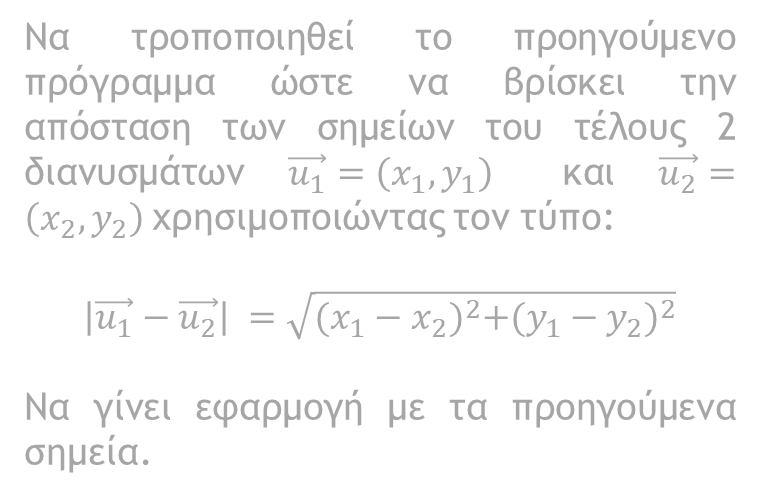 Να τροποποιηθεί το προηγούμενο
πρόγραμμα ώστε να βρίσκει την
απόσταση των σημείων του τέλους 2
διανυσμάτων $\overrightarrow{u_1} = (x_1, y_1)$ και $\overrightarrow{u_2} =$
$(x_2, y_2)$ χρησιμοποιώντας τον τύπο:
$|\overrightarrow{u_1} - \overrightarrow{u_2}| = \sqrt{(x_1 - x_2)^2 + (y_1 - y_2)^2}$
Να γίνει εφαρμογή με τα προηγούμενα
σημεία.